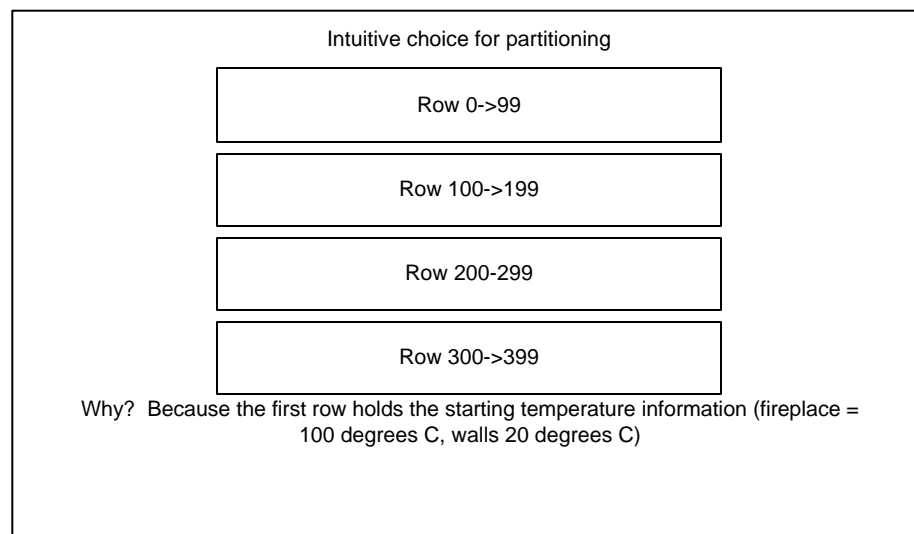 Intuitive choice for partitioning
Row 0->99
Row 100->199
Row 200-299
Row 300->399
Why?  Because the first row holds the starting temperature information (fireplace =
100 degrees C, walls 20 degrees C)